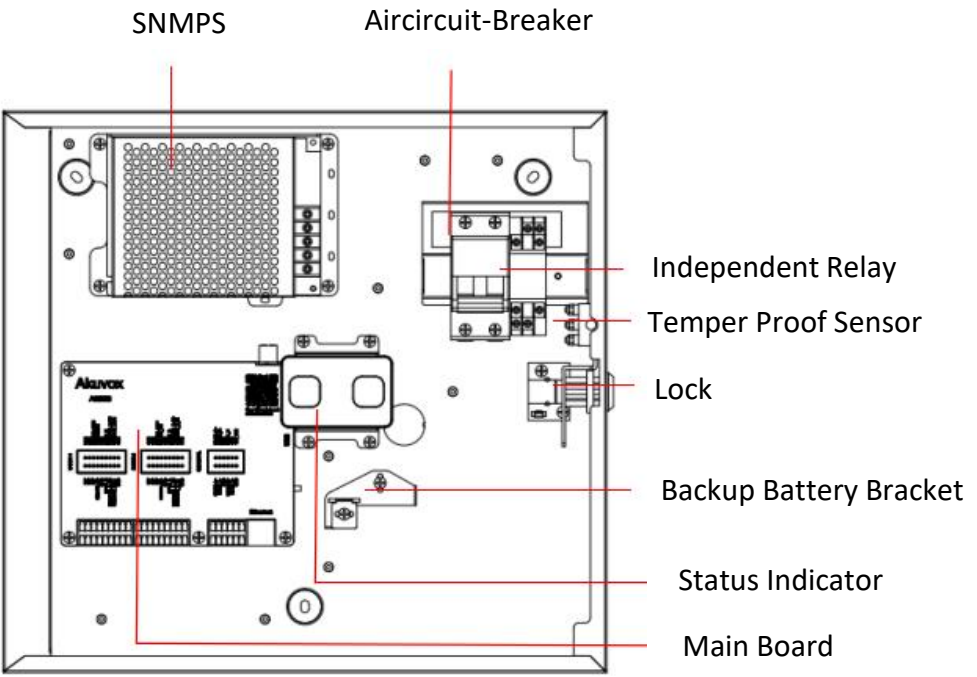 SNMPS
Aircircuit-Breaker
Independent Relay
Temper Proof Sensor
Lock
Akuvox
Backup Battery Bracket
Status Indicator
Main Board